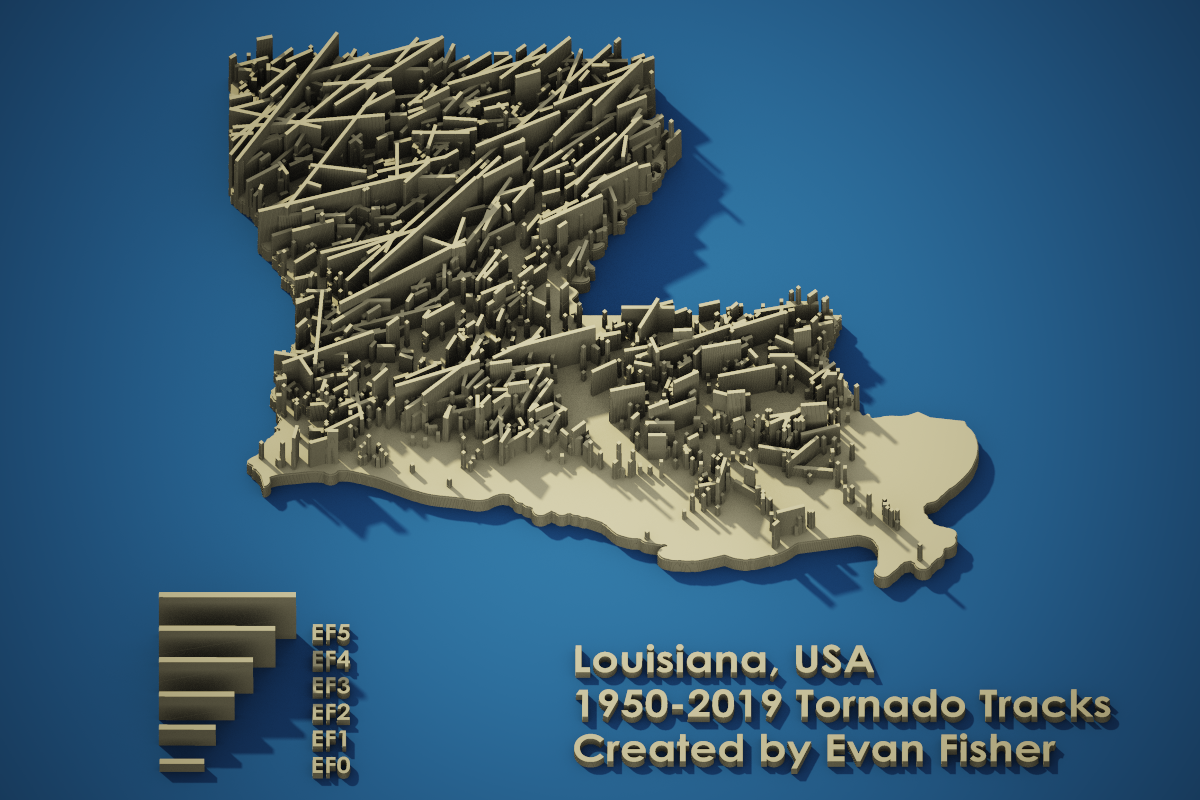 EF5
EF4
EF3
EF2
EF1
EF0
Louisiana, USA
1950-2019 Tornado Tracks
Created by Evan Fisher